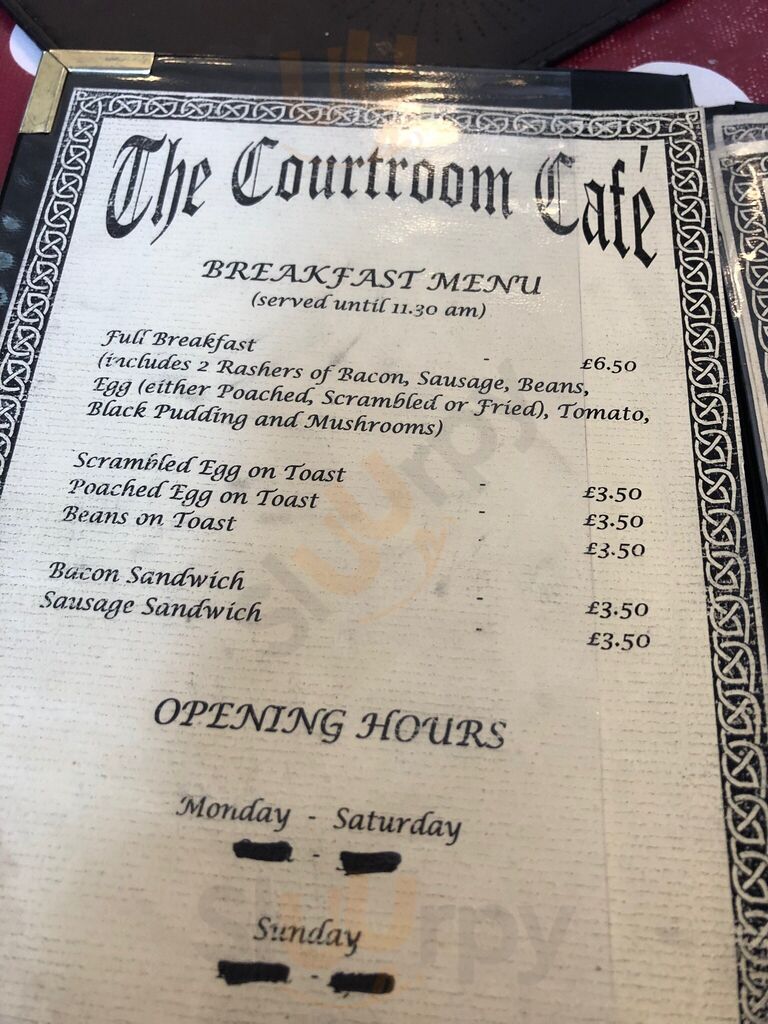 The Courtroom Café
BREAKFAST MENU
(served until 11.30 am)
Full Breakfast - £6.50
(includes 2 Rashers of Bacon, Sausage, Beans,
Egg (either Poached, Scrambled or Fried), Tomato,
Black Pudding and Mushrooms)
Scrambled Egg on Toast - £3.50
Poached Egg on Toast - £3.50
Beans on Toast £3.50
Bacon Sandwich - £3.50
Sausage Sandwich - £3.50
OPENING HOURS
Monday - Saturday
-
Sunday
-
sluurpy
sluurpy